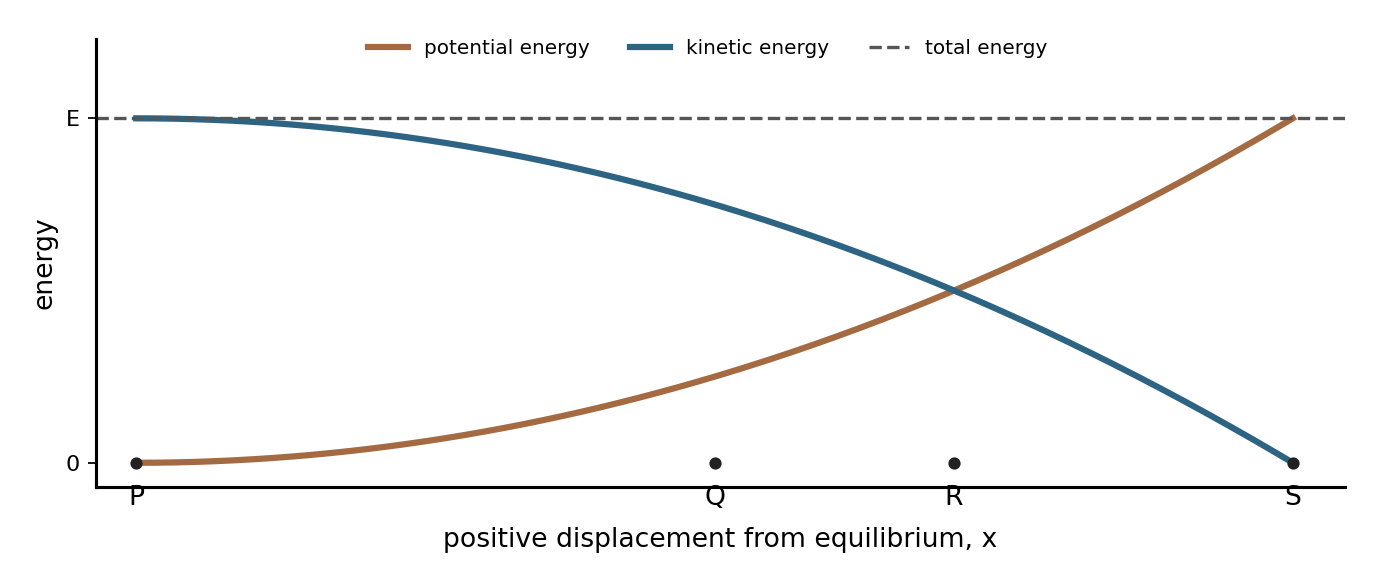 potential energy kinetic energy total energy
E
energy
0
P Q R S
positive displacement from equilibrium, x